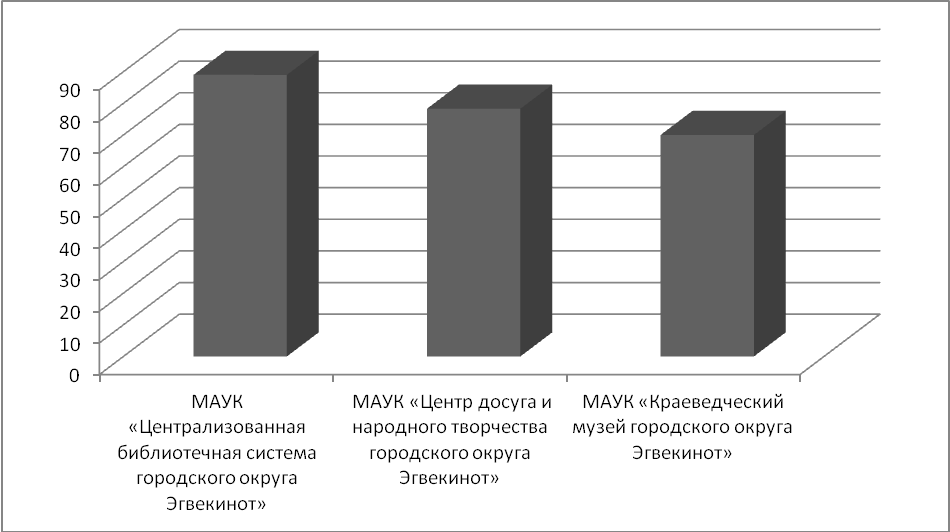 90
80
70
60
50
40
30
20
10
0
МАУК
«Централизованная
библиотечная система
городского округа
Эгвекинот»
МАУК «Центр досуга и
народного творчества
городского округа
Эгвекинот»
МАУК «Краеведческий
музей городского округа
Эгвекинот»